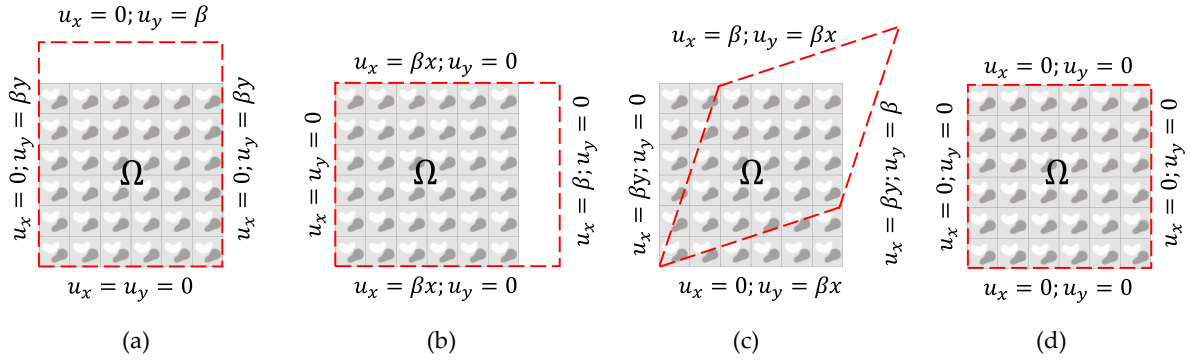 u_x = 0; u_y = β
u_x = 0; u_y = βy
Ω
u_x = 0; u_y = βy
u_x = u_y = 0
(a)
u_x = βx; u_y = 0
u_x = u_y = 0
Ω
u_x = β; u_y = 0
u_x = βx; u_y = 0
(b)
u_x = β; u_y = βx
u_x = βy; u_y = 0
Ω
u_x = βy; u_y = β
u_x = 0; u_y = βx
(c)
u_x = 0; u_y = 0
u_x = 0; u_y = 0
Ω
u_x = 0; u_y = 0
u_x = 0; u_y = 0
(d)